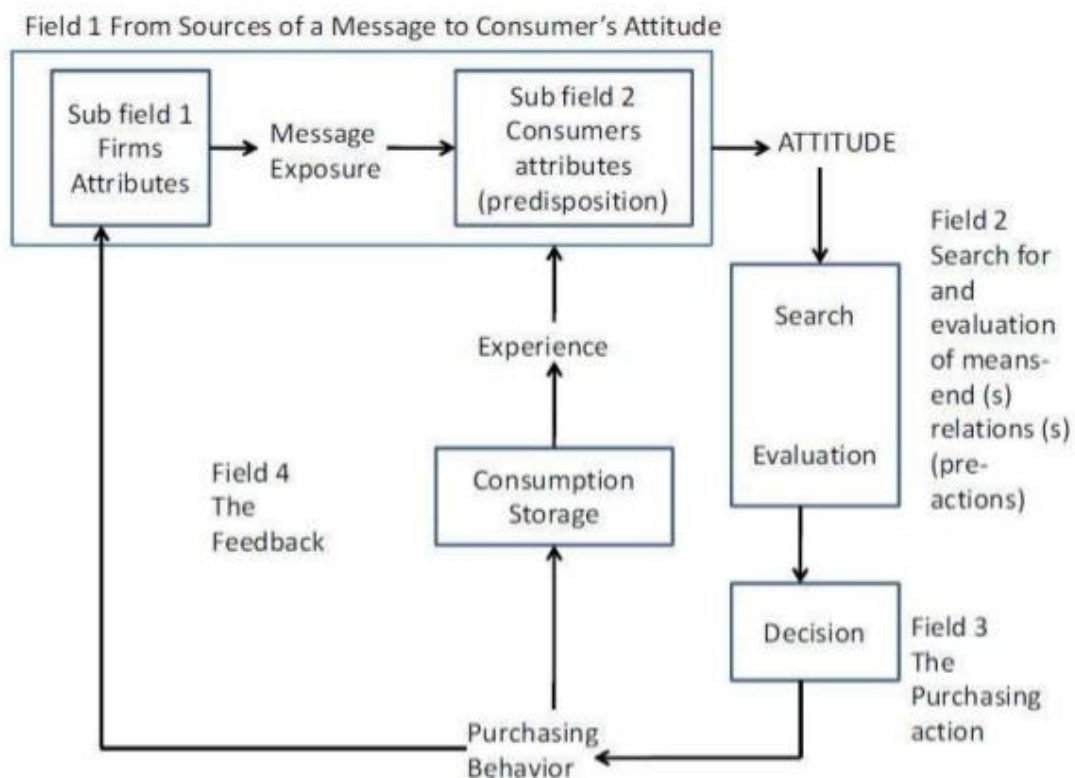 Field 1 From Sources of a Message to Consumer's Attitude
Sub field 1
Firms
Attributes
Message
Exposure
Sub field 2
Consumers
attributes
(predisposition)
ATTITUDE
Field 2
Search for
and
evaluation
of means-
end (s)
relations (s)
(pre-
actions)
Search
Evaluation
Experience
Consumption
Storage
Field 4
The
Feedback
Decision
Field 3
The
Purchasing
action
Purchasing
Behavior